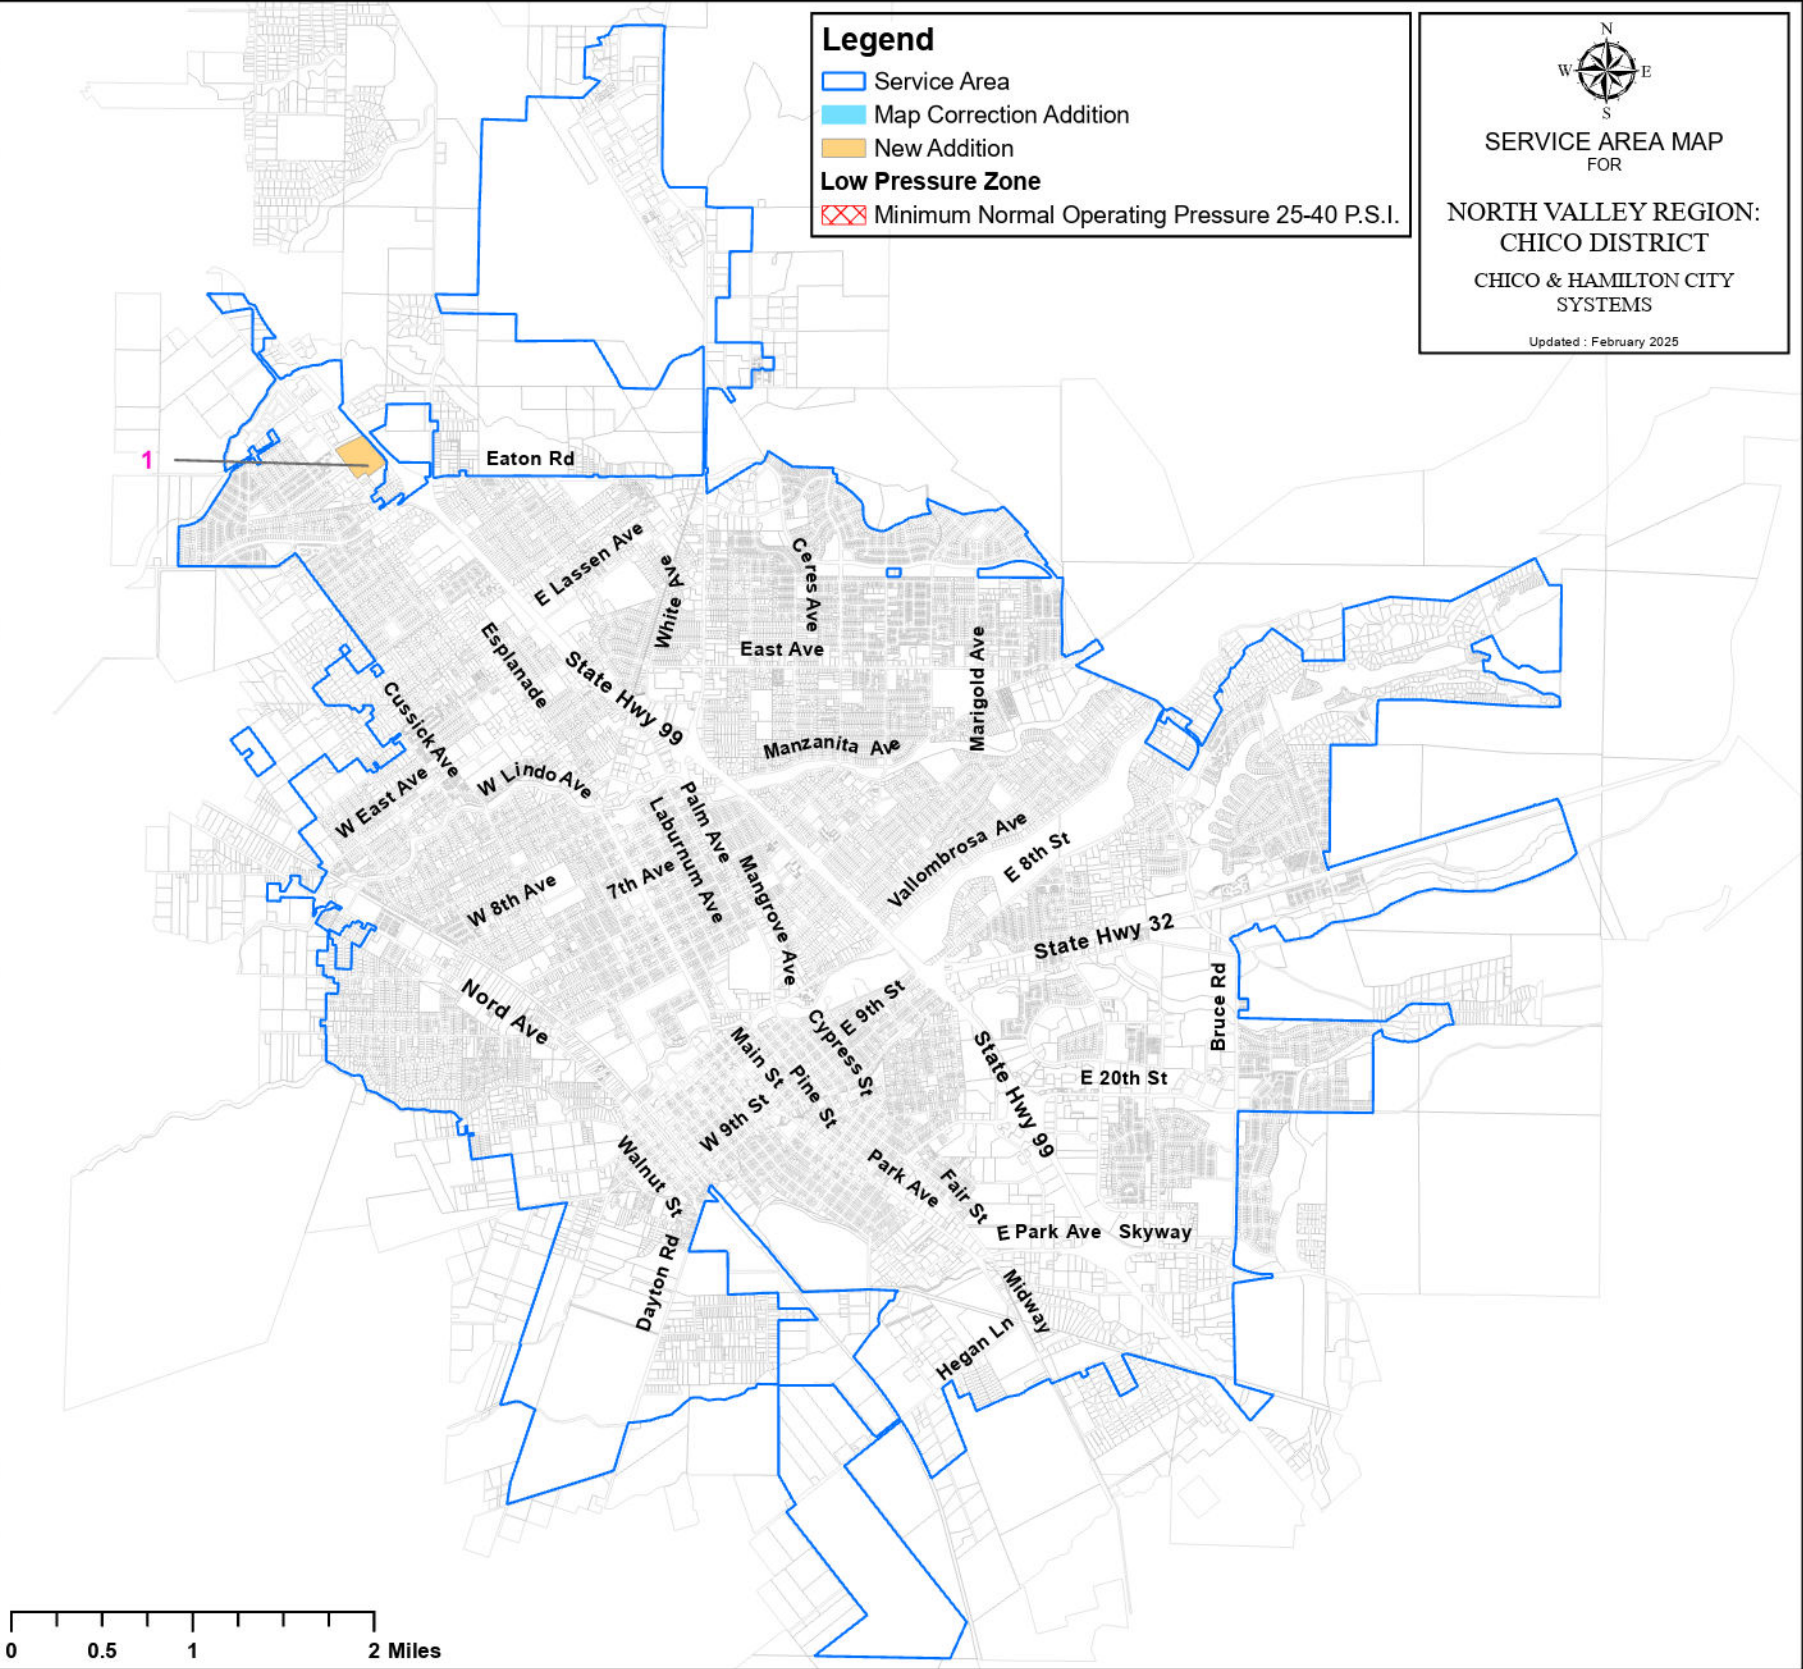 Legend
Service Area
Map Correction Addition
New Addition
Low Pressure Zone
Minimum Normal Operating Pressure 25-40 P.S.I.
N
W E
S
SERVICE AREA MAP
FOR
NORTH VALLEY REGION:
CHICO DISTRICT
CHICO & HAMILTON CITY
SYSTEMS
Updated : February 2025
1
Eaton Rd
E Lassen Ave
White Ave
Ceres Ave
East Ave
Marigold Ave
Esplanade
State Hwy 99
Cussick Ave
Manzanita Ave
W Lindo Ave
W East Ave
Palm Ave
Laburnum Ave
Mangrove Ave
Vallombrosa Ave
E 8th St
7th Ave
W 8th Ave
State Hwy 32
Bruce Rd
Nord Ave
E 9th St
Cypress St
Main St
Pine St
State Hwy 99
E 20th St
W 9th St
Walnut St
Park Ave
Fair St
E Park Ave
Skyway
Dayton Rd
Midway
Hegan Ln
0 0.5 1 2 Miles